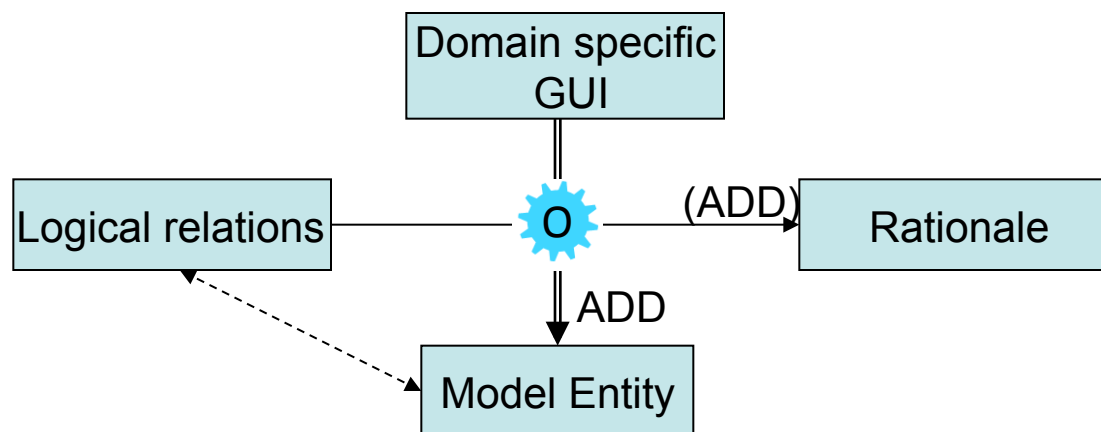 Domain specific
GUI
Logical relations
O
(ADD)
Rationale
ADD
Model Entity